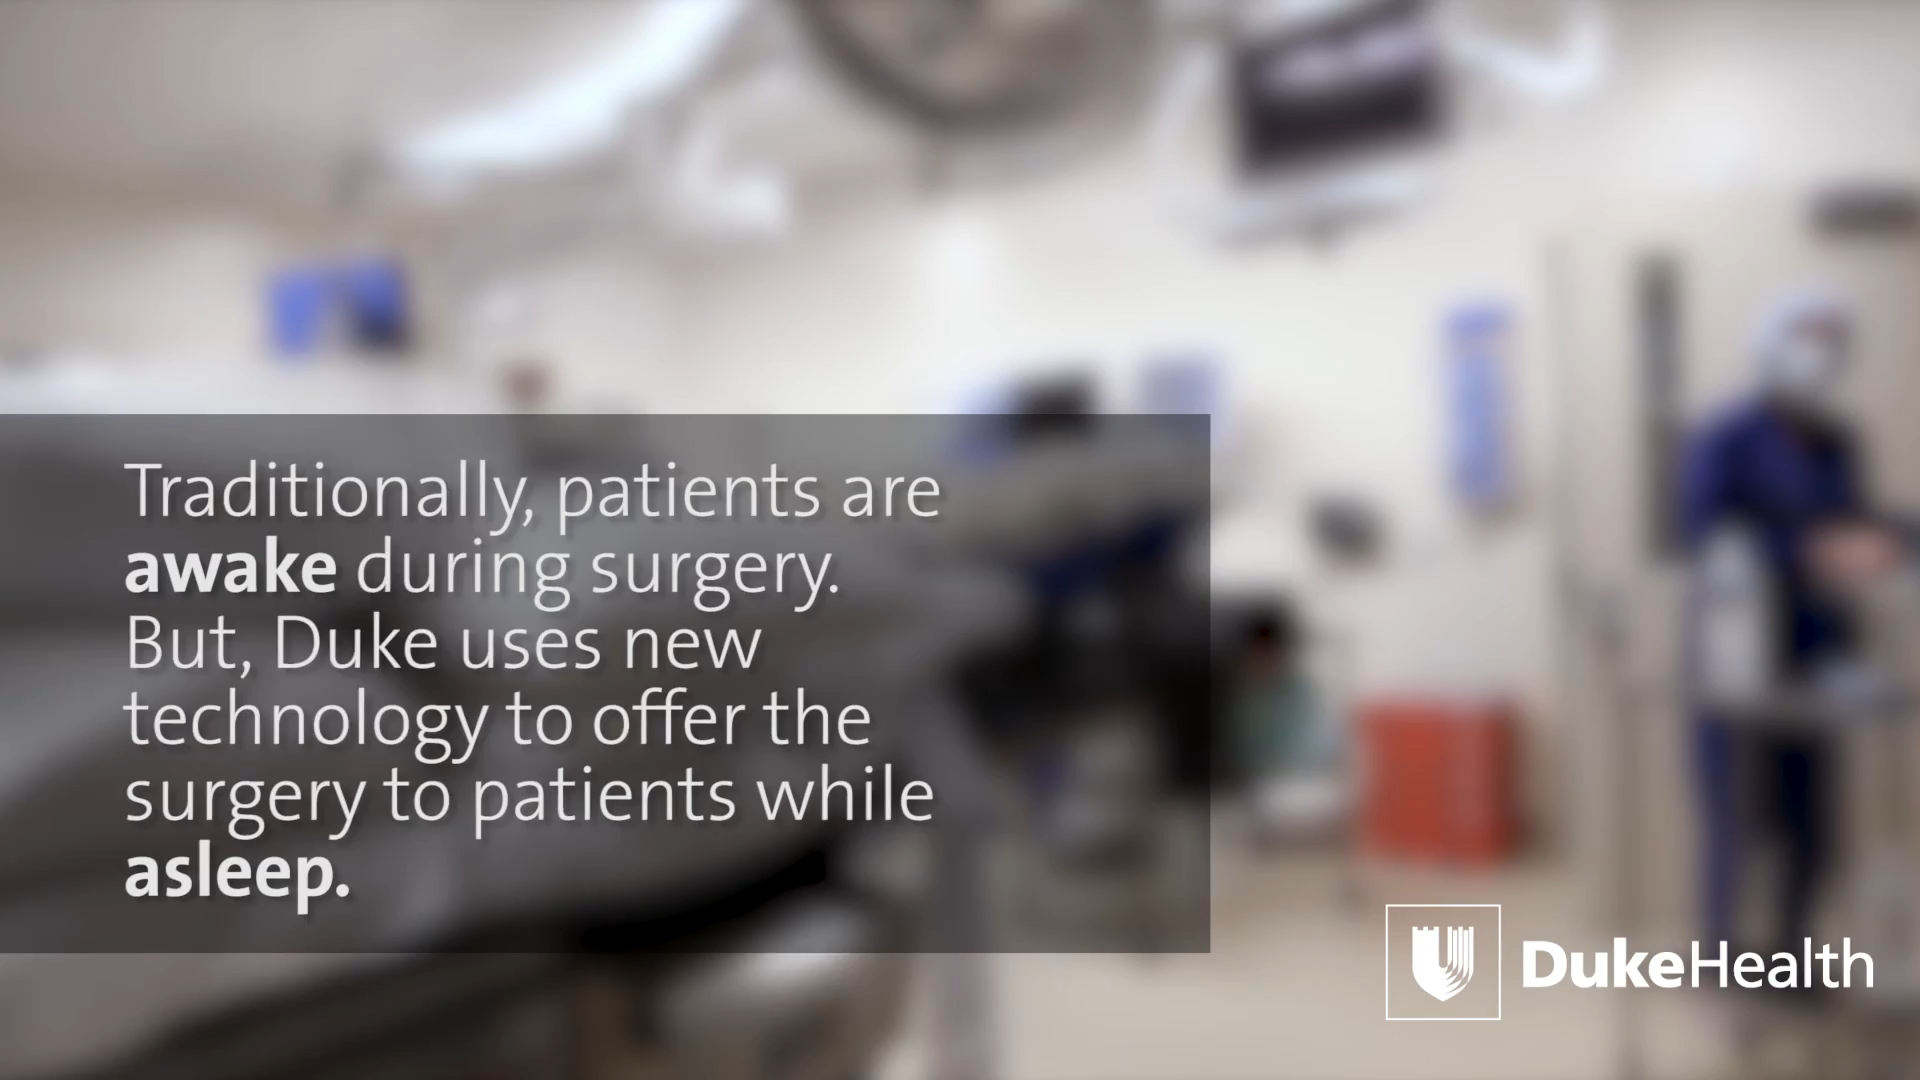 Traditionally, patients are
awake during surgery.
But, Duke uses new
technology to offer the
surgery to patients while
asleep.
DukeHealth